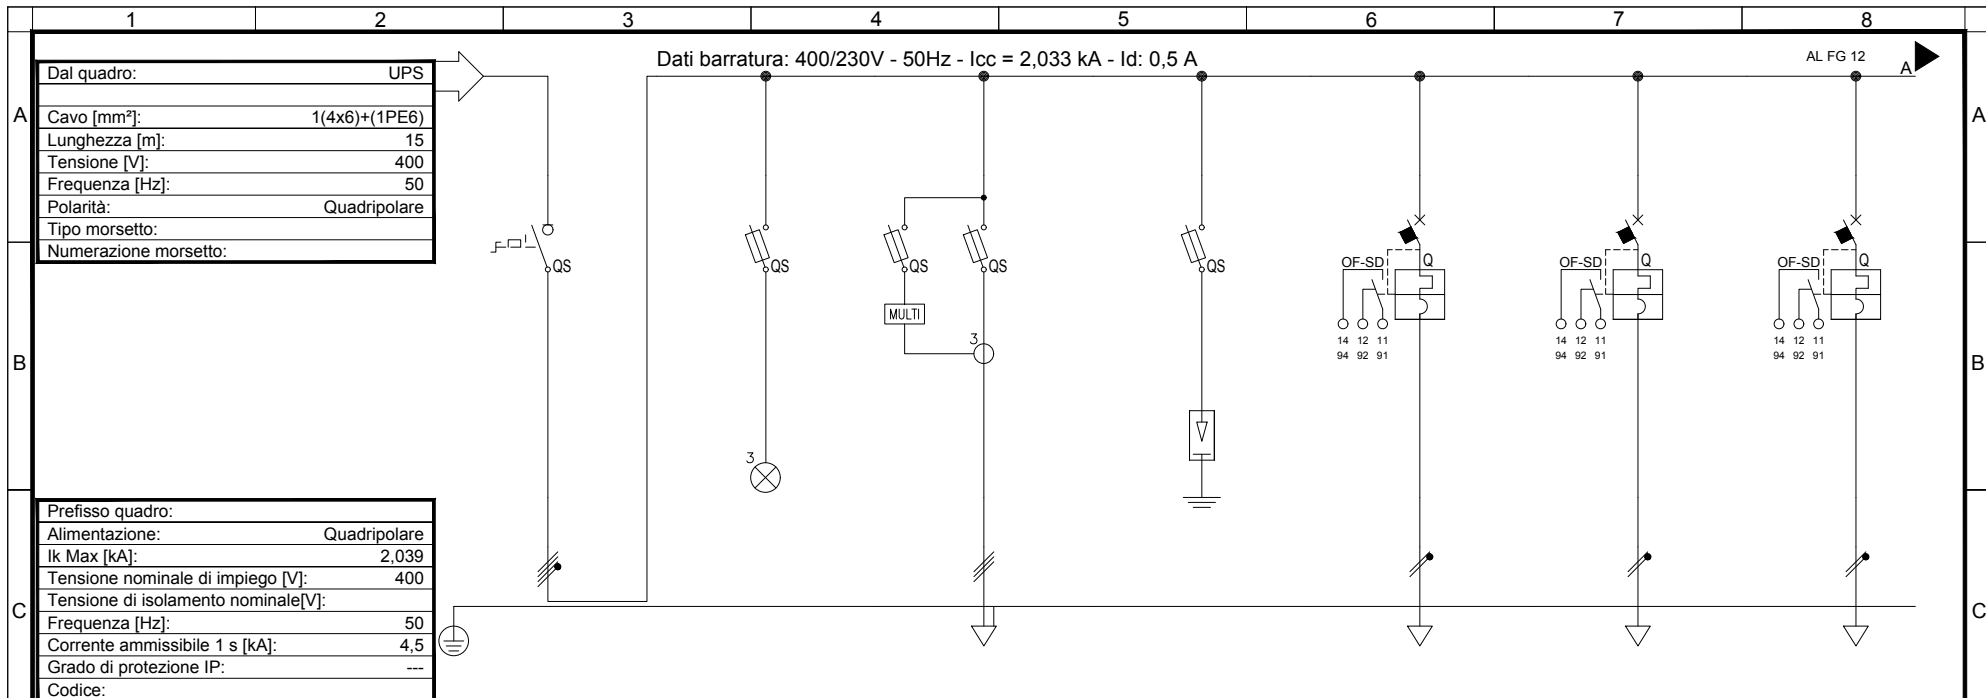 1 2 3 4 5 6 7 8
Dati barratura: 400/230V - 50Hz - Icc = 2,033 kA - Id: 0,5 A
AL FG 12
A
A
A
Dal quadro: UPS
Cavo [mm²]: 1(4x6)+(1PE6)
Lunghezza [m]: 15
Tensione [V]: 400
Frequenza [Hz]: 50
Polarità: Quadripolare
Tipo morsetto:
Numerazione morsetto:
QS
QS
QS
QS
QS
MULTI
3
3
OF-SD Q
14 12 11
94 92 91
OF-SD Q
14 12 11
94 92 91
OF-SD Q
14 12 11
94 92 91
B
B
Prefisso quadro:
Alimentazione: Quadripolare
Ik Max [kA]: 2,039
Tensione nominale di impiego [V]: 400
Tensione di isolamento nominale[V]:
Frequenza [Hz]: 50
Corrente ammissibile 1 s [kA]: 4,5
Grado di protezione IP: ---
Codice:
C
C